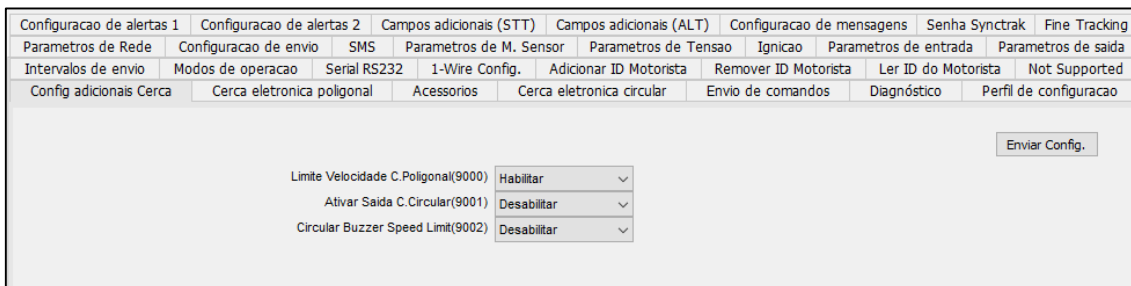 Configuracao de alertas 1 Configuracao de alertas 2 Campos adicionais (STT) Campos adicionais (ALT) Configuracao de mensagens Senha Synctrak Fine Tracking
Parametros de Rede Configuracao de envio SMS Parametros de M. Sensor Parametros de Tensao Ignicao Parametros de entrada Parametros de saida
Intervalos de envio Modos de operacao Serial RS232 1-Wire Config. Adicionar ID Motorista Remover ID Motorista Ler ID do Motorista Not Supported
Config adicionais Cerca Cerca eletronica poligonal Acessorios Cerca eletronica circular Envio de comandos Diagnóstico Perfil de configuracao
Enviar Config.
Limite Velocidade C.Poligonal(9000) Habilitar
Ativar Saida C.Circular(9001) Desabilitar
Circular Buzzer Speed Limit(9002) Desabilitar